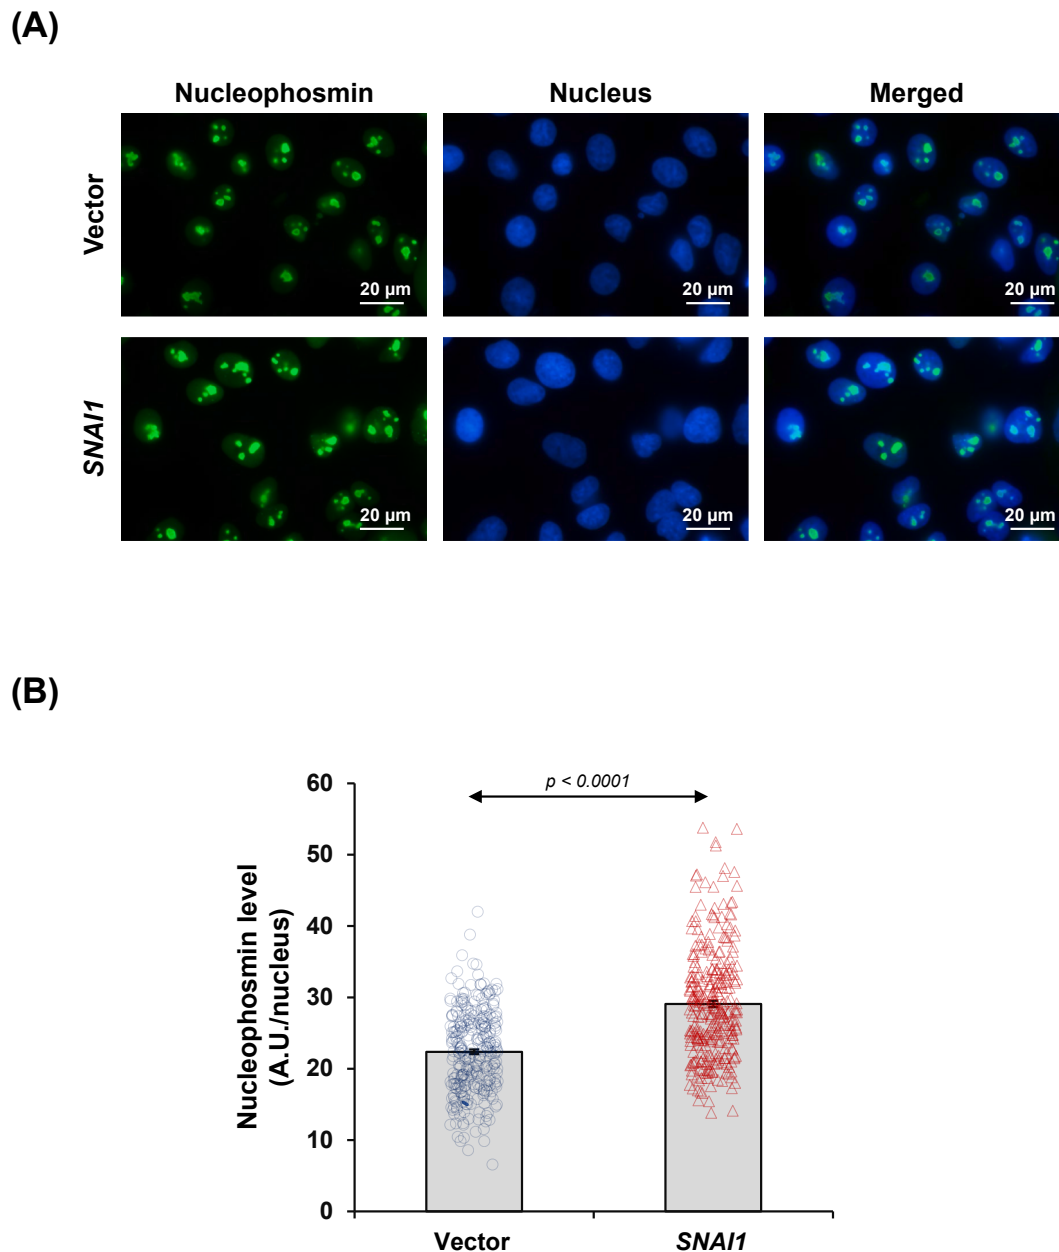 (A)
Nucleophosmin Nucleus Merged
Vector
20 µm 20 µm 20 µm
SNAI1
20 µm 20 µm 20 µm
(B)
60
p < 0.0001
50
40
30
20
10
0
Nucleophosmin level
(A.U./nucleus)
Vector SNAI1